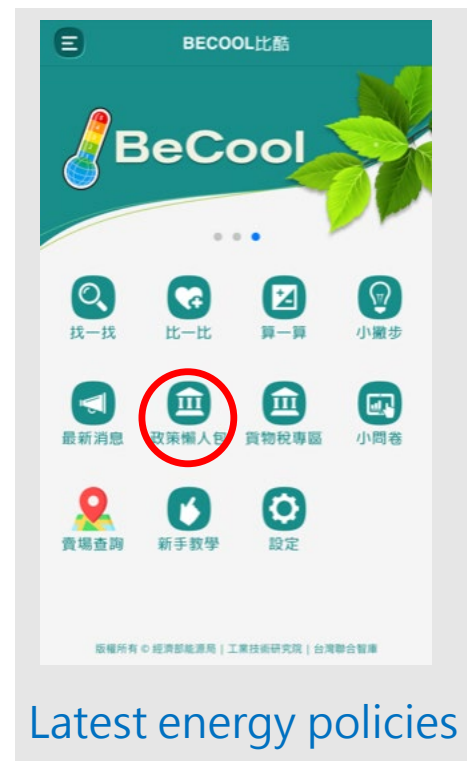 BECOOL比酷
BeCool
找一找 比一比 算一算 小撇步
最新消息 政策懶人包 貨物稅專區 小問卷
賣場查詢 新手教學 設定
版權所有 © 經濟部能源局 | 工業技術研究院 | 台灣聯合智庫
Latest energy policies